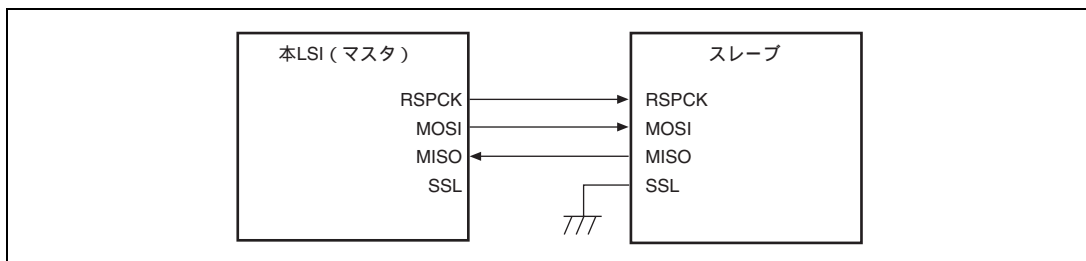 本LSI（マスタ）
RSPCK
MOSI
MISO
SSL
スレーブ
RSPCK
MOSI
MISO
SSL